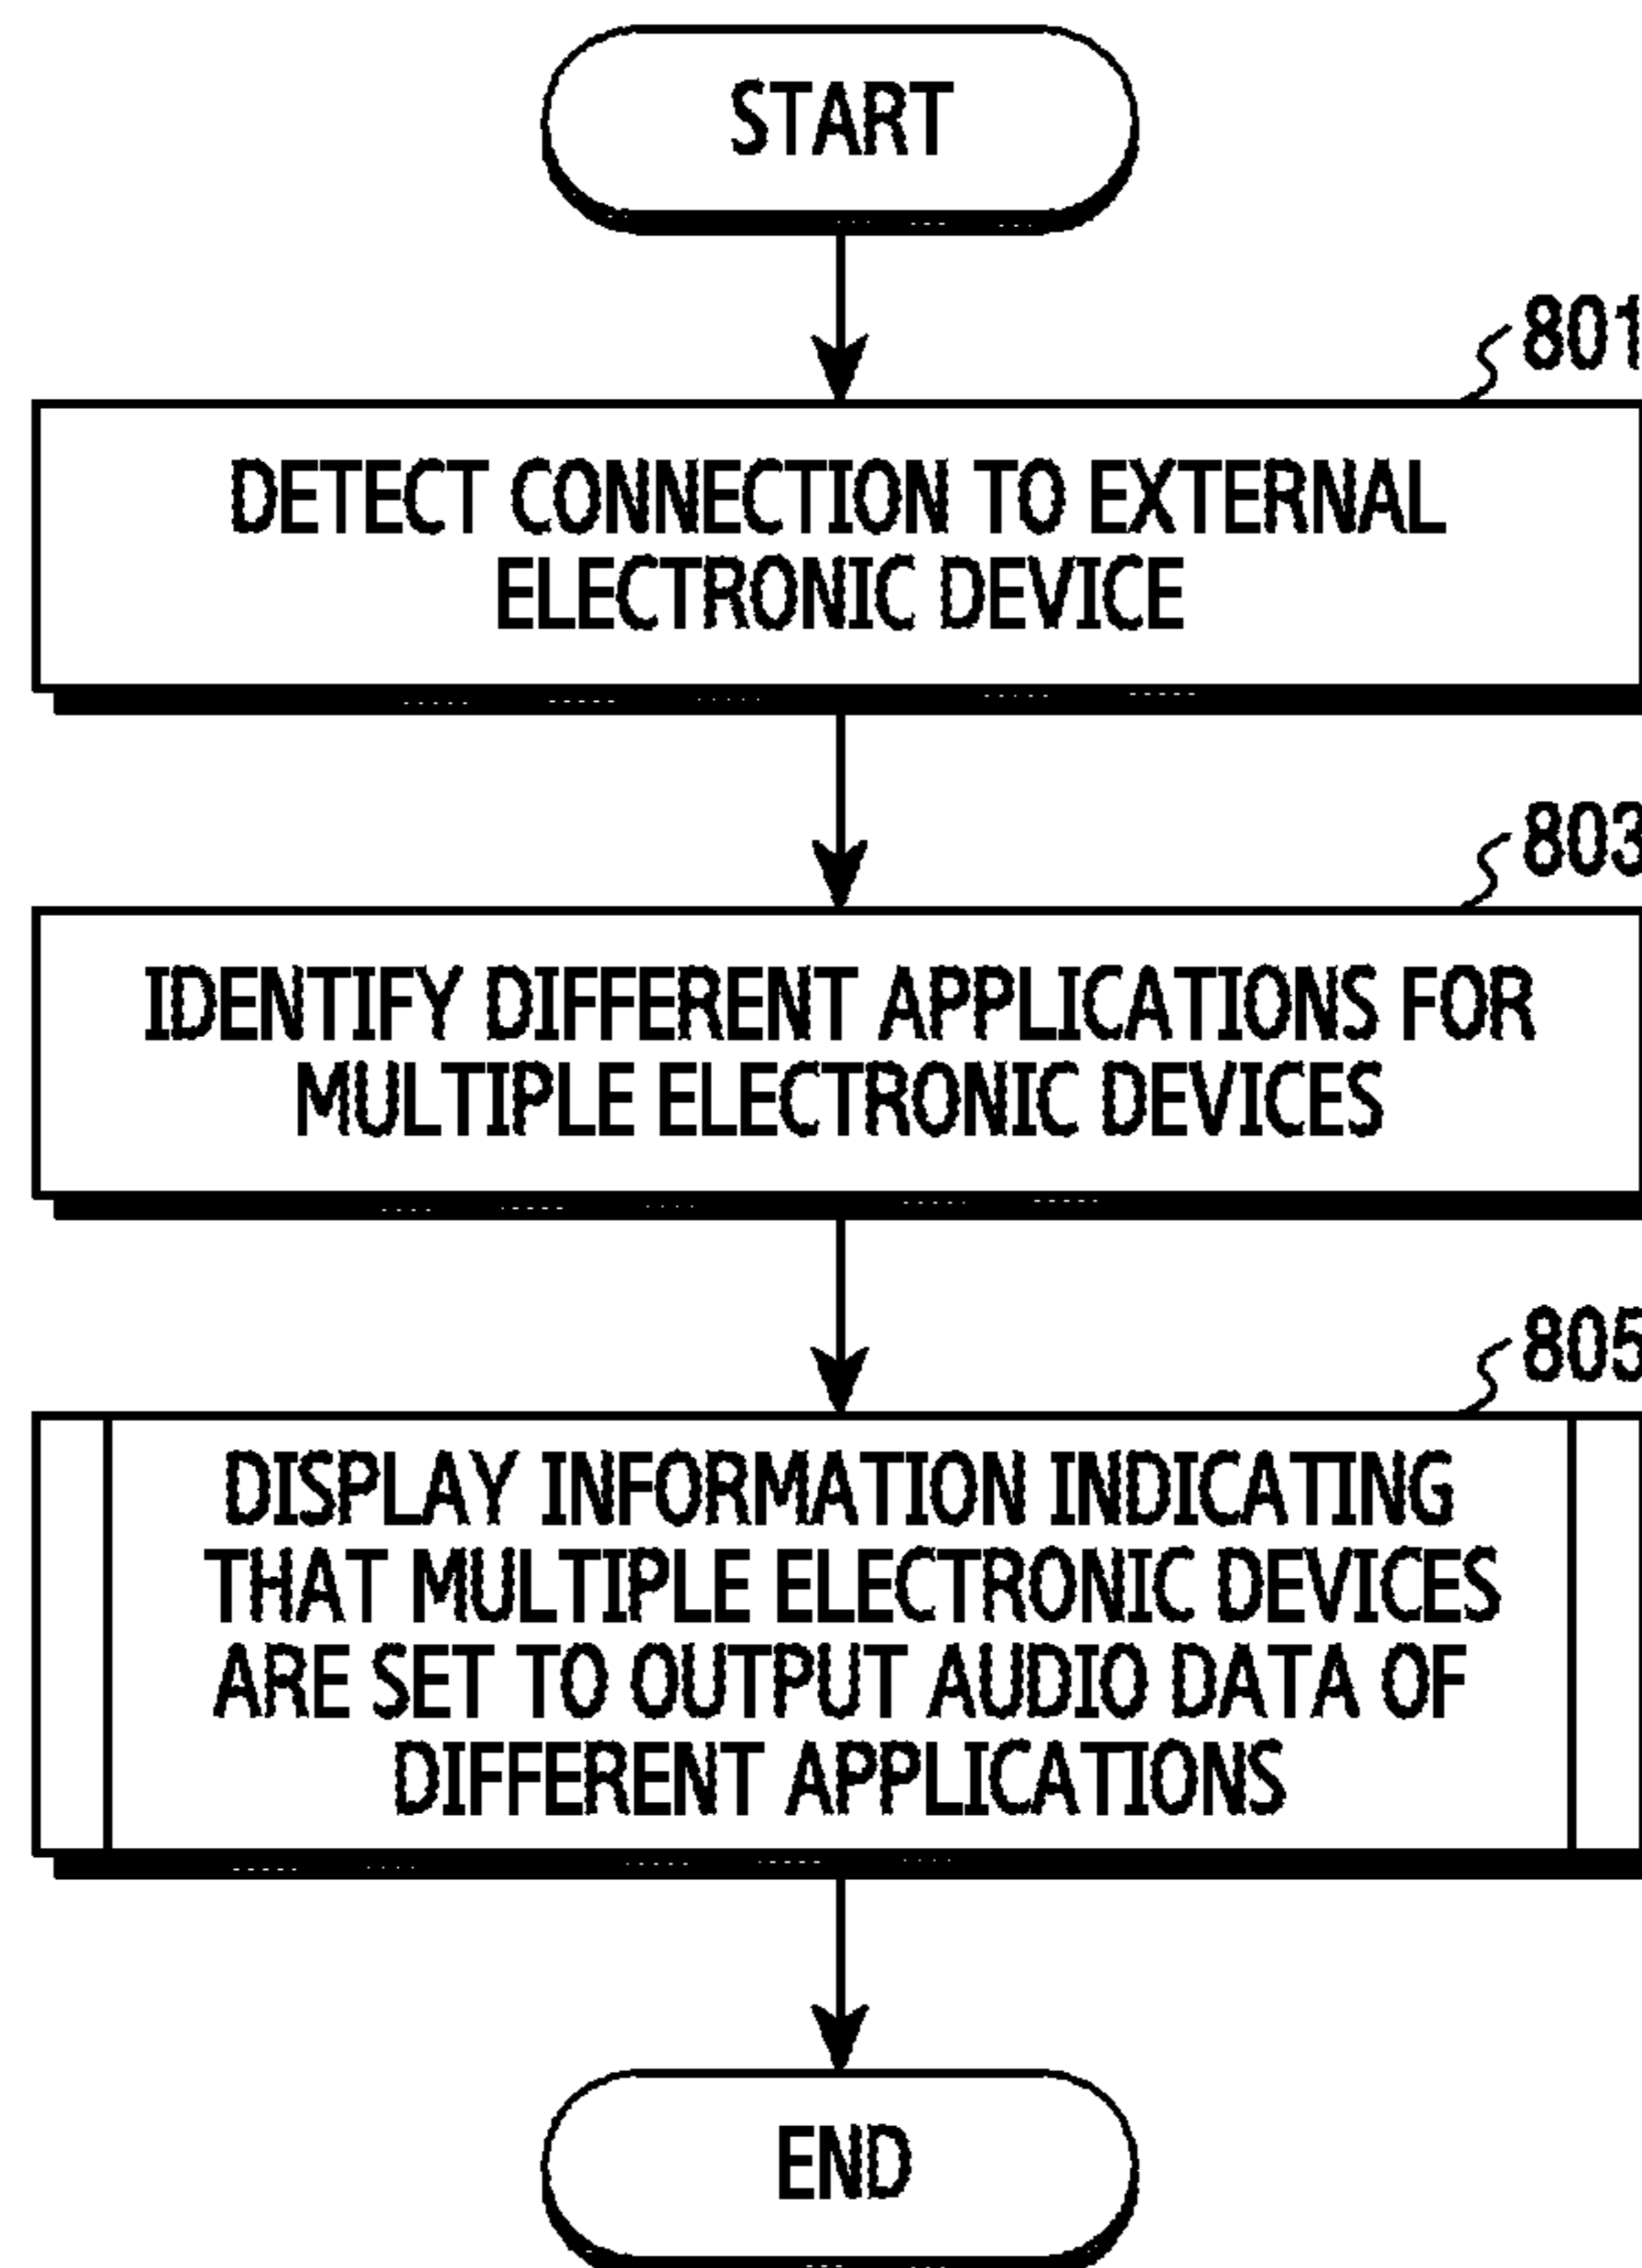 START
801
DETECT CONNECTION TO EXTERNAL
ELECTRONIC DEVICE
803
IDENTIFY DIFFERENT APPLICATIONS FOR
MULTIPLE ELECTRONIC DEVICES
805
DISPLAY INFORMATION INDICATING
THAT MULTIPLE ELECTRONIC DEVICES
ARE SET TO OUTPUT AUDIO DATA OF
DIFFERENT APPLICATIONS
END